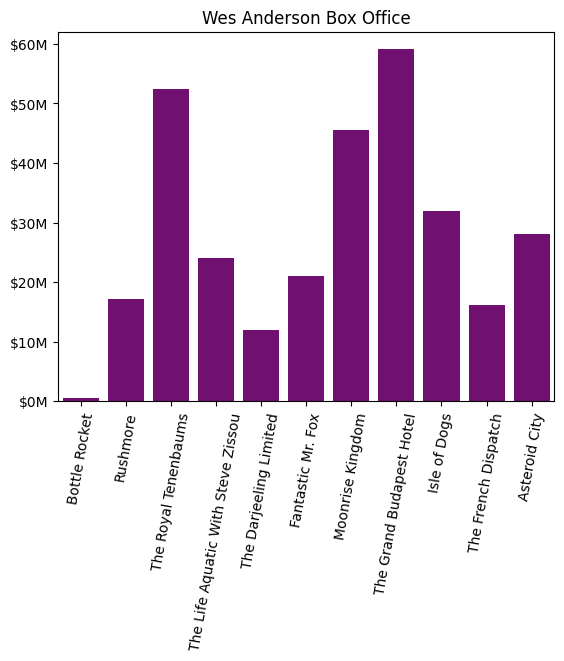 Wes Anderson Box Office
$60M
$50M
$40M
$30M
$20M
$10M
$0M
Bottle Rocket
Rushmore
The Royal Tenenbaums
The Life Aquatic With Steve Zissou
The Darjeeling Limited
Fantastic Mr. Fox
Moonrise Kingdom
The Grand Budapest Hotel
Isle of Dogs
The French Dispatch
Asteroid City